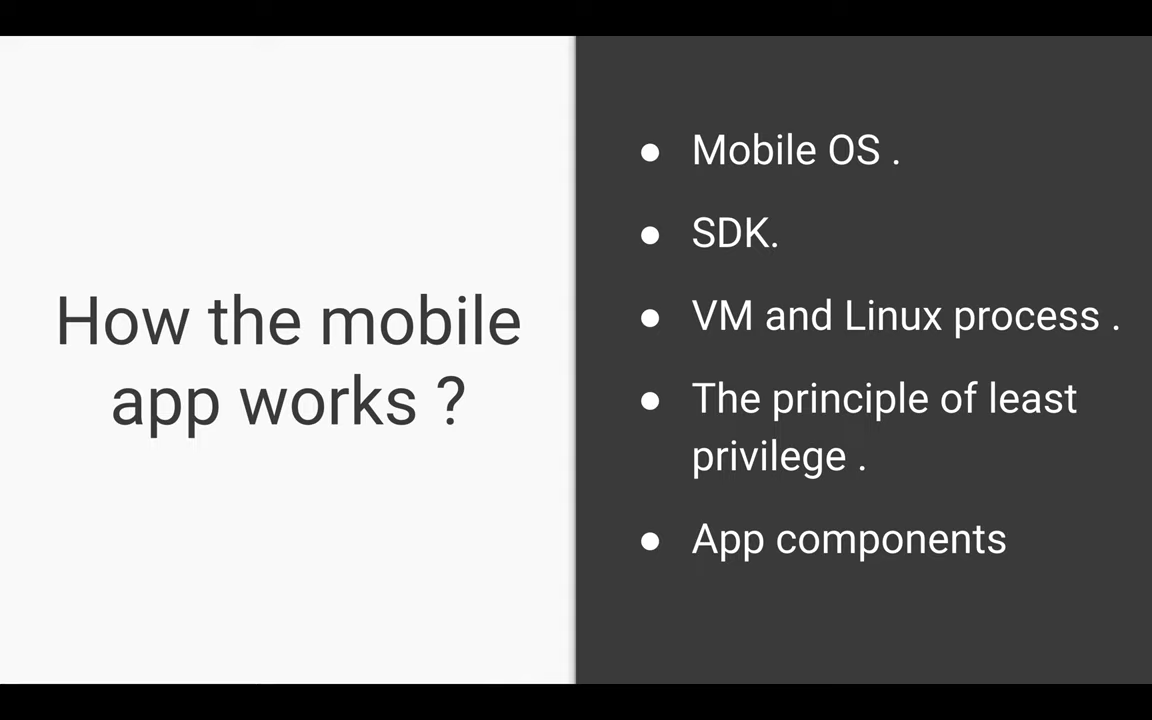 How the mobile
app works ?
● Mobile OS .
● SDK.
● VM and Linux process .
● The principle of least
privilege .
● App components